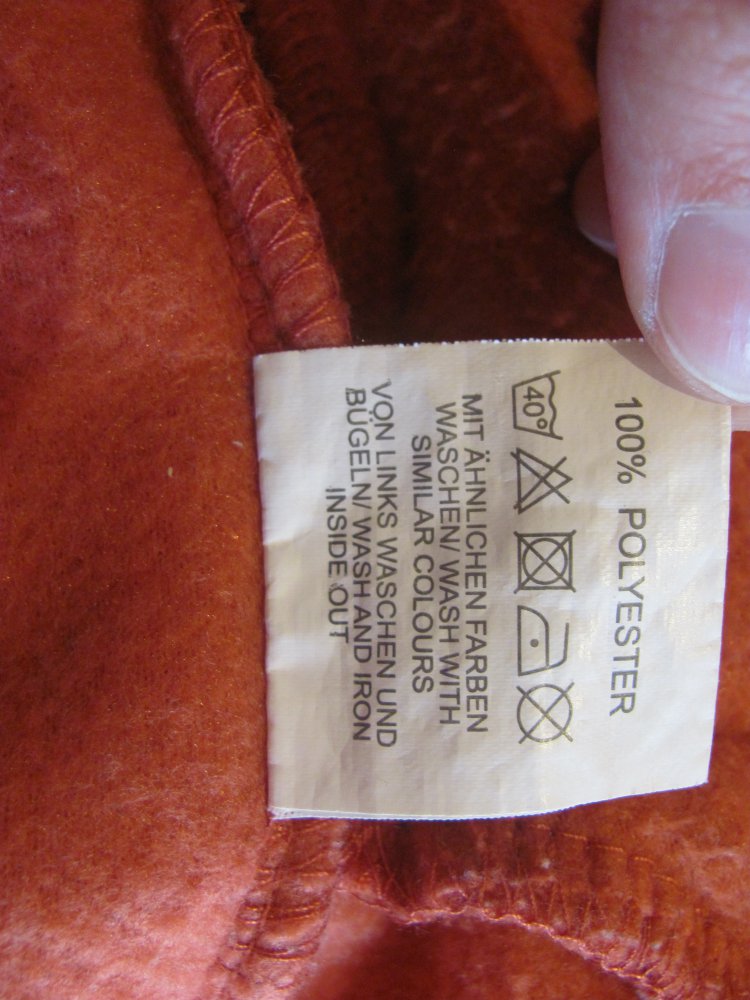 100% POLYESTER
40°
MIT ÄHNLICHEN FARBEN
WASCHEN/ WASH WITH
SIMILAR COLOURS
VON LINKS WASCHEN UND
BÜGELN/ WASH AND IRON
INSIDE OUT